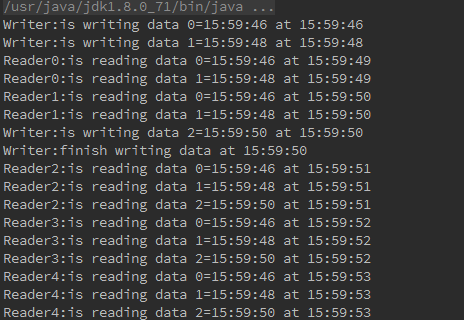 /usr/java/jdk1.8.0_71/bin/java ...
Writer:is writing data 0=15:59:46 at 15:59:46
Writer:is writing data 1=15:59:48 at 15:59:48
Reader0:is reading data 0=15:59:46 at 15:59:49
Reader0:is reading data 1=15:59:48 at 15:59:49
Reader1:is reading data 0=15:59:46 at 15:59:50
Reader1:is reading data 1=15:59:48 at 15:59:50
Writer:is writing data 2=15:59:50 at 15:59:50
Writer:finish writing data at 15:59:50
Reader2:is reading data 0=15:59:46 at 15:59:51
Reader2:is reading data 1=15:59:48 at 15:59:51
Reader2:is reading data 2=15:59:50 at 15:59:51
Reader3:is reading data 0=15:59:46 at 15:59:52
Reader3:is reading data 1=15:59:48 at 15:59:52
Reader3:is reading data 2=15:59:50 at 15:59:52
Reader4:is reading data 0=15:59:46 at 15:59:53
Reader4:is reading data 1=15:59:48 at 15:59:53
Reader4:is reading data 2=15:59:50 at 15:59:53